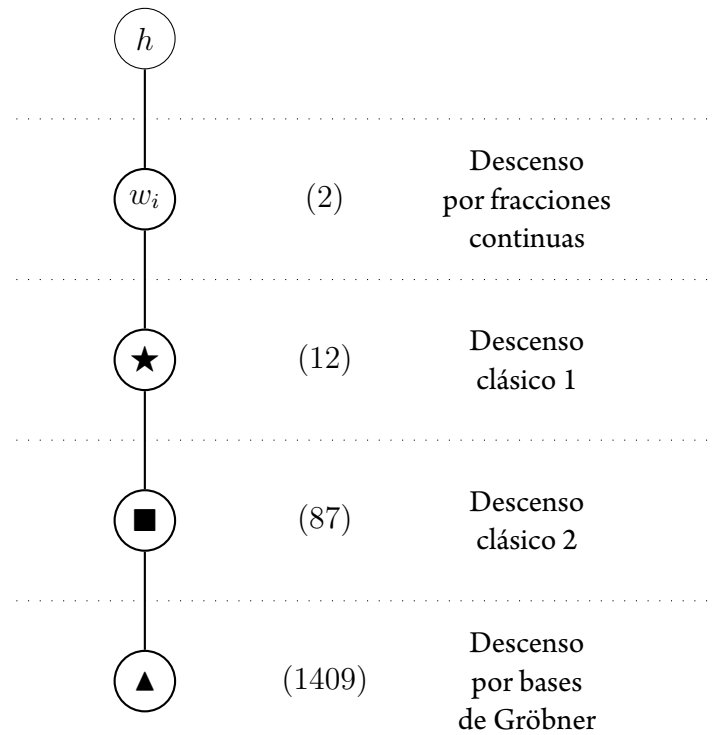 h
w_i
(2)
Descenso
por fracciones
continuas
★
(12)
Descenso
clásico 1
■
(87)
Descenso
clásico 2
▲
(1409)
Descenso
por bases
de Gröbner